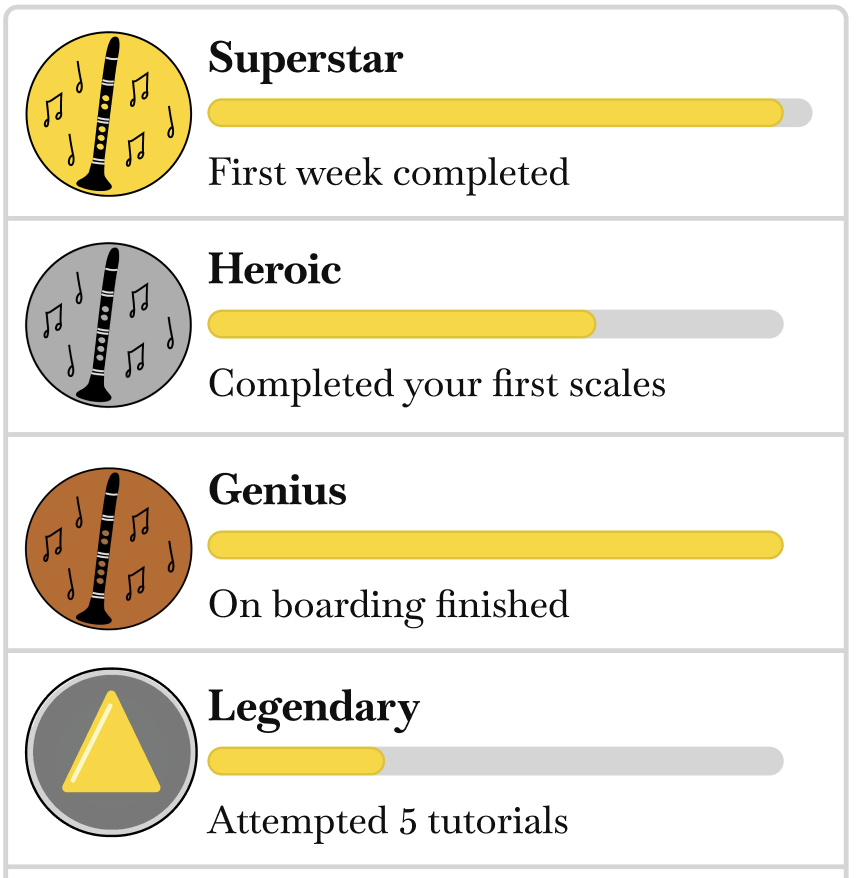 Superstar
First week completed
Heroic
Completed your first scales
Genius
On boarding finished
Legendary
Attempted 5 tutorials